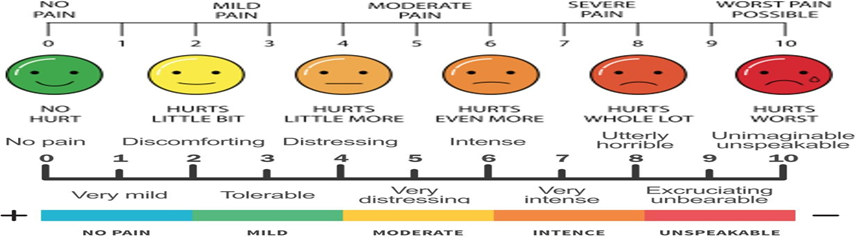 NO PAIN MILD PAIN MODERATE PAIN SEVERE PAIN WORST PAIN POSSIBLE
0 1 2 3 4 5 6 7 8 9 10
NO HURT HURTS LITTLE BIT HURTS LITTLE MORE HURTS EVEN MORE HURTS WHOLE LOT HURTS WORST
No pain Discomforting Distressing Intense Utterly horrible Unimaginable unspeakable
0 1 2 3 4 5 6 7 8 9 10
Very mild Tolerable Very distressing Very intense Excruciating unbearable
+ −
NO PAIN MILD MODERATE INTENCE UNSPEAKABLE